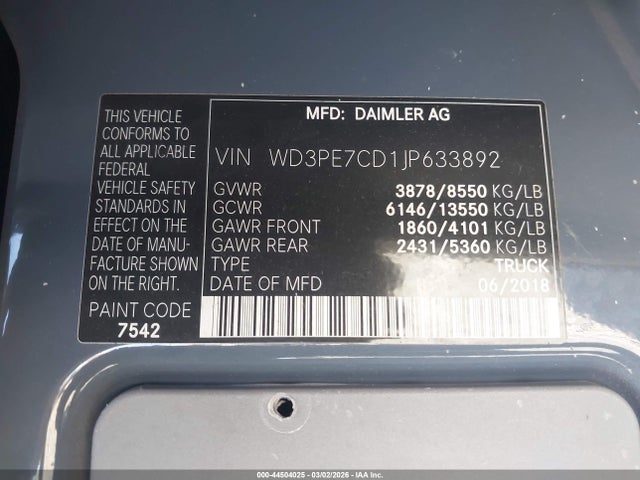 MFD: DAIMLER AG
THIS VEHICLE
CONFORMS TO
ALL APPLICABLE
FEDERAL
VEHICLE SAFETY
STANDARDS IN
EFFECT ON THE
DATE OF MANU-
FACTURE SHOWN
ON THE RIGHT.
PAINT CODE
7542
VIN WD3PE7CD1JP633892
GVWR 3878/8550 KG/LB
GCWR 6146/13550 KG/LB
GAWR FRONT 1860/4101 KG/LB
GAWR REAR 2431/5360 KG/LB
TYPE TRUCK
DATE OF MFD 06/2018
000-44504025 - 03/02/2026 - IAAI.com